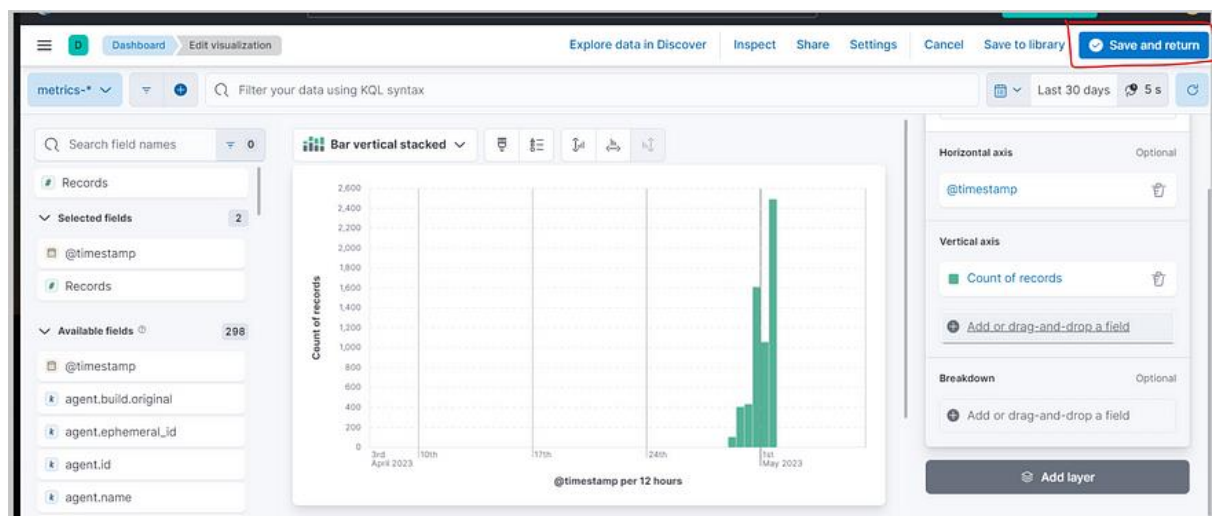 D
Dashboard
Edit visualization
Explore data in Discover
Inspect
Share
Settings
Cancel
Save to library
Save and return
metrics-*
Filter your data using KQL syntax
Last 30 days
5 s
Search field names
0
Records
Selected fields
2
@timestamp
Records
Available fields
298
@timestamp
agent.build.original
agent.ephemeral_id
agent.id
agent.name
Bar vertical stacked
Count of records
2,600
2,400
2,200
2,000
1,800
1,600
1,400
1,200
1,000
800
600
400
200
0
3rd
April 2023
10th
17th
24th
1st
May 2023
@timestamp per 12 hours
Horizontal axis
Optional
@timestamp
Vertical axis
Count of records
Add or drag-and-drop a field
Breakdown
Optional
Add or drag-and-drop a field
Add layer